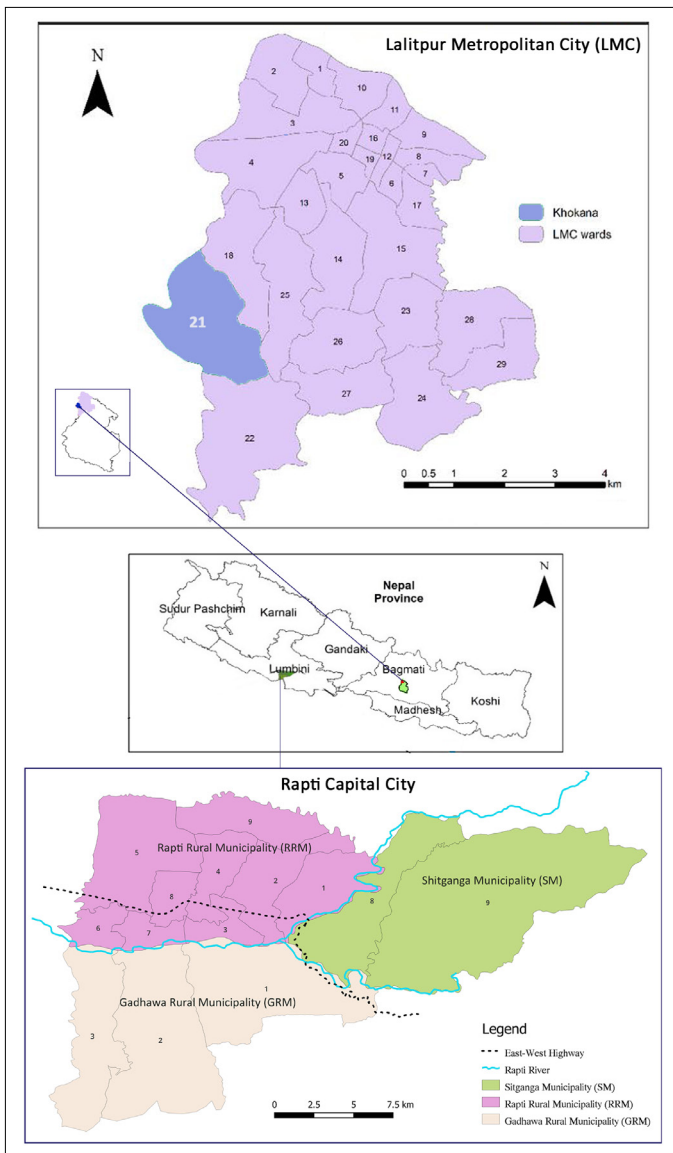 Lalitpur Metropolitan City (LMC)
N
2
1
10
11
3
9
16
20
12
8
19
4
7
5
6
17
13
Khokana
LMC wards
18
14
15
21
25
23
28
26
29
27
24
22
0 0.5 1 2 3 4
km
N
Nepal
Province
Sudur Pashchim
Karnali
Gandaki
Lumbini
Bagmati
Koshi
Madhesh
Rapti Capital City
9
5
Rapti Rural Municipality (RRM)
4
2
1
8
Shitganga Municipality (SM)
8
9
6
7
3
1
Gadhawa Rural Municipality (GRM)
3
2
Legend
East-West Highway
Rapti River
Sitganga Municipality (SM)
Rapti Rural Municipality (RRM)
Gadhawa Rural Municipality (GRM)
0 2.5 5 7.5 km